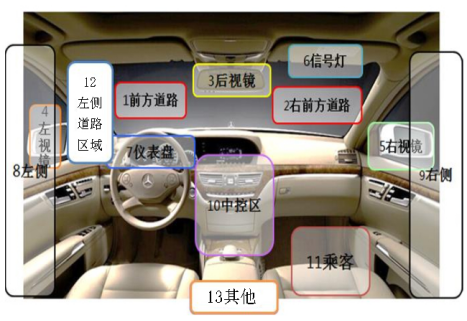 6信号灯
3后视镜
12
左侧
道路
区域
1前方道路
2右前方道路
4
左
视
镜
7仪表盘
5右视镜
8左侧
9右侧
10中控区
11乘客
13其他